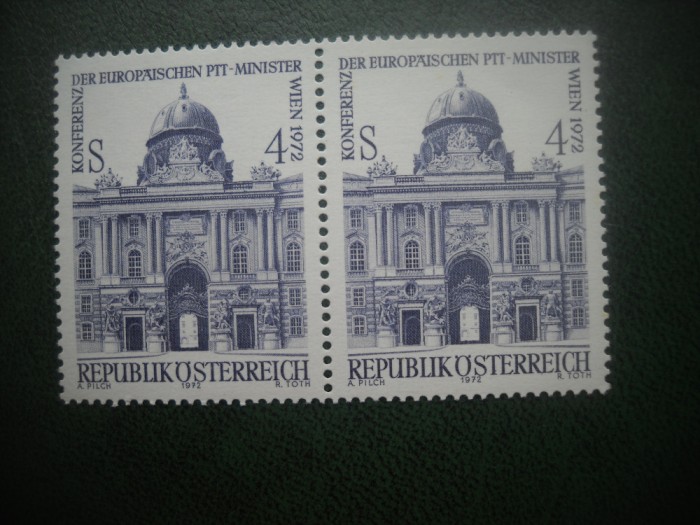 KONFERENZ
DER EUROPÄISCHEN PTT-MINISTER
WIEN 1972
S 4
REPUBLIK ÖSTERREICH
A. PILCH 1972 R. TOTH
KONFERENZ
DER EUROPÄISCHEN PTT-MINISTER
WIEN 1972
S 4
REPUBLIK ÖSTERREICH
A. PILCH 1972 R. TOTH